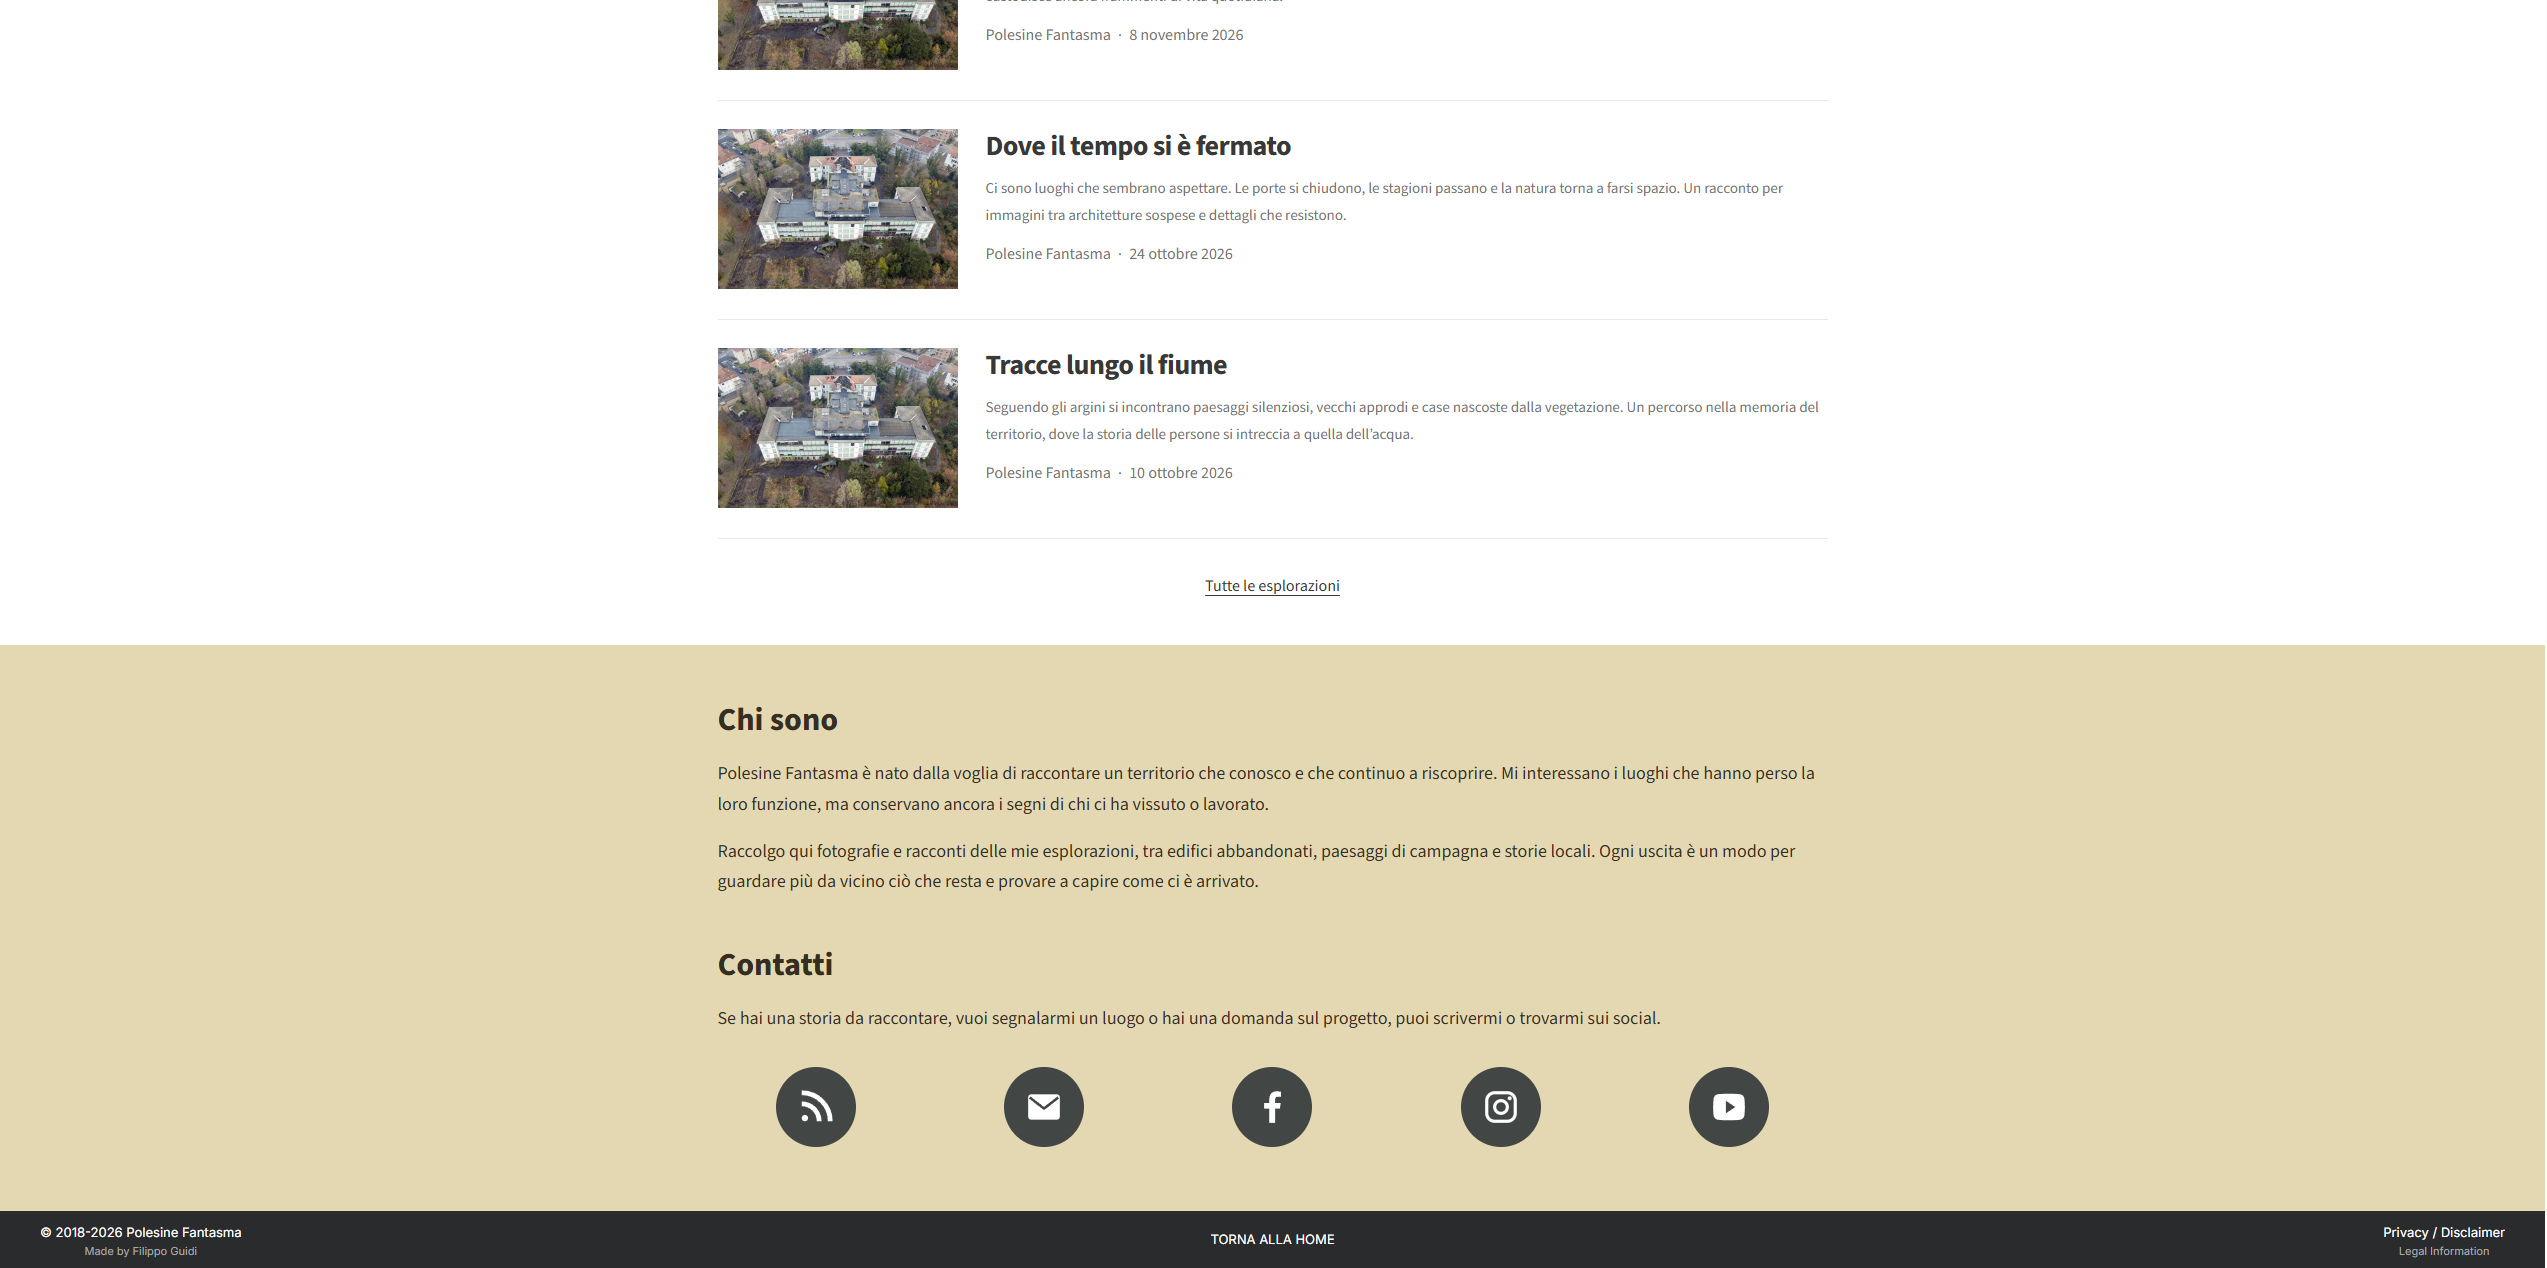 Polesine Fantasma · 8 novembre 2026
Dove il tempo si è fermato
Ci sono luoghi che sembrano aspettare. Le porte si chiudono, le stagioni passano e la natura torna a farsi spazio. Un racconto per
immagini tra architetture sospese e dettagli che resistono.
Polesine Fantasma · 24 ottobre 2026
Tracce lungo il fiume
Seguendo gli argini si incontrano paesaggi silenziosi, vecchi approdi e case nascoste dalla vegetazione. Un percorso nella memoria del
territorio, dove la storia delle persone si intreccia a quella dell’acqua.
Polesine Fantasma · 10 ottobre 2026
Tutte le esplorazioni
Chi sono
Polesine Fantasma è nato dalla voglia di raccontare un territorio che conosco e che continuo a riscoprire. Mi interessano i luoghi che hanno perso la
loro funzione, ma conservano ancora i segni di chi ci ha vissuto o lavorato.
Raccolgo qui fotografie e racconti delle mie esplorazioni, tra edifici abbandonati, paesaggi di campagna e storie locali. Ogni uscita è un modo per
guardare più da vicino ciò che resta e provare a capire come ci è arrivato.
Contatti
Se hai una storia da raccontare, vuoi segnalarmi un luogo o hai una domanda sul progetto, puoi scrivermi o trovarmi sui social.
© 2018-2026 Polesine Fantasma
Made by Filippo Guidi
TORNA ALLA HOME
Privacy / Disclaimer
Legal Information